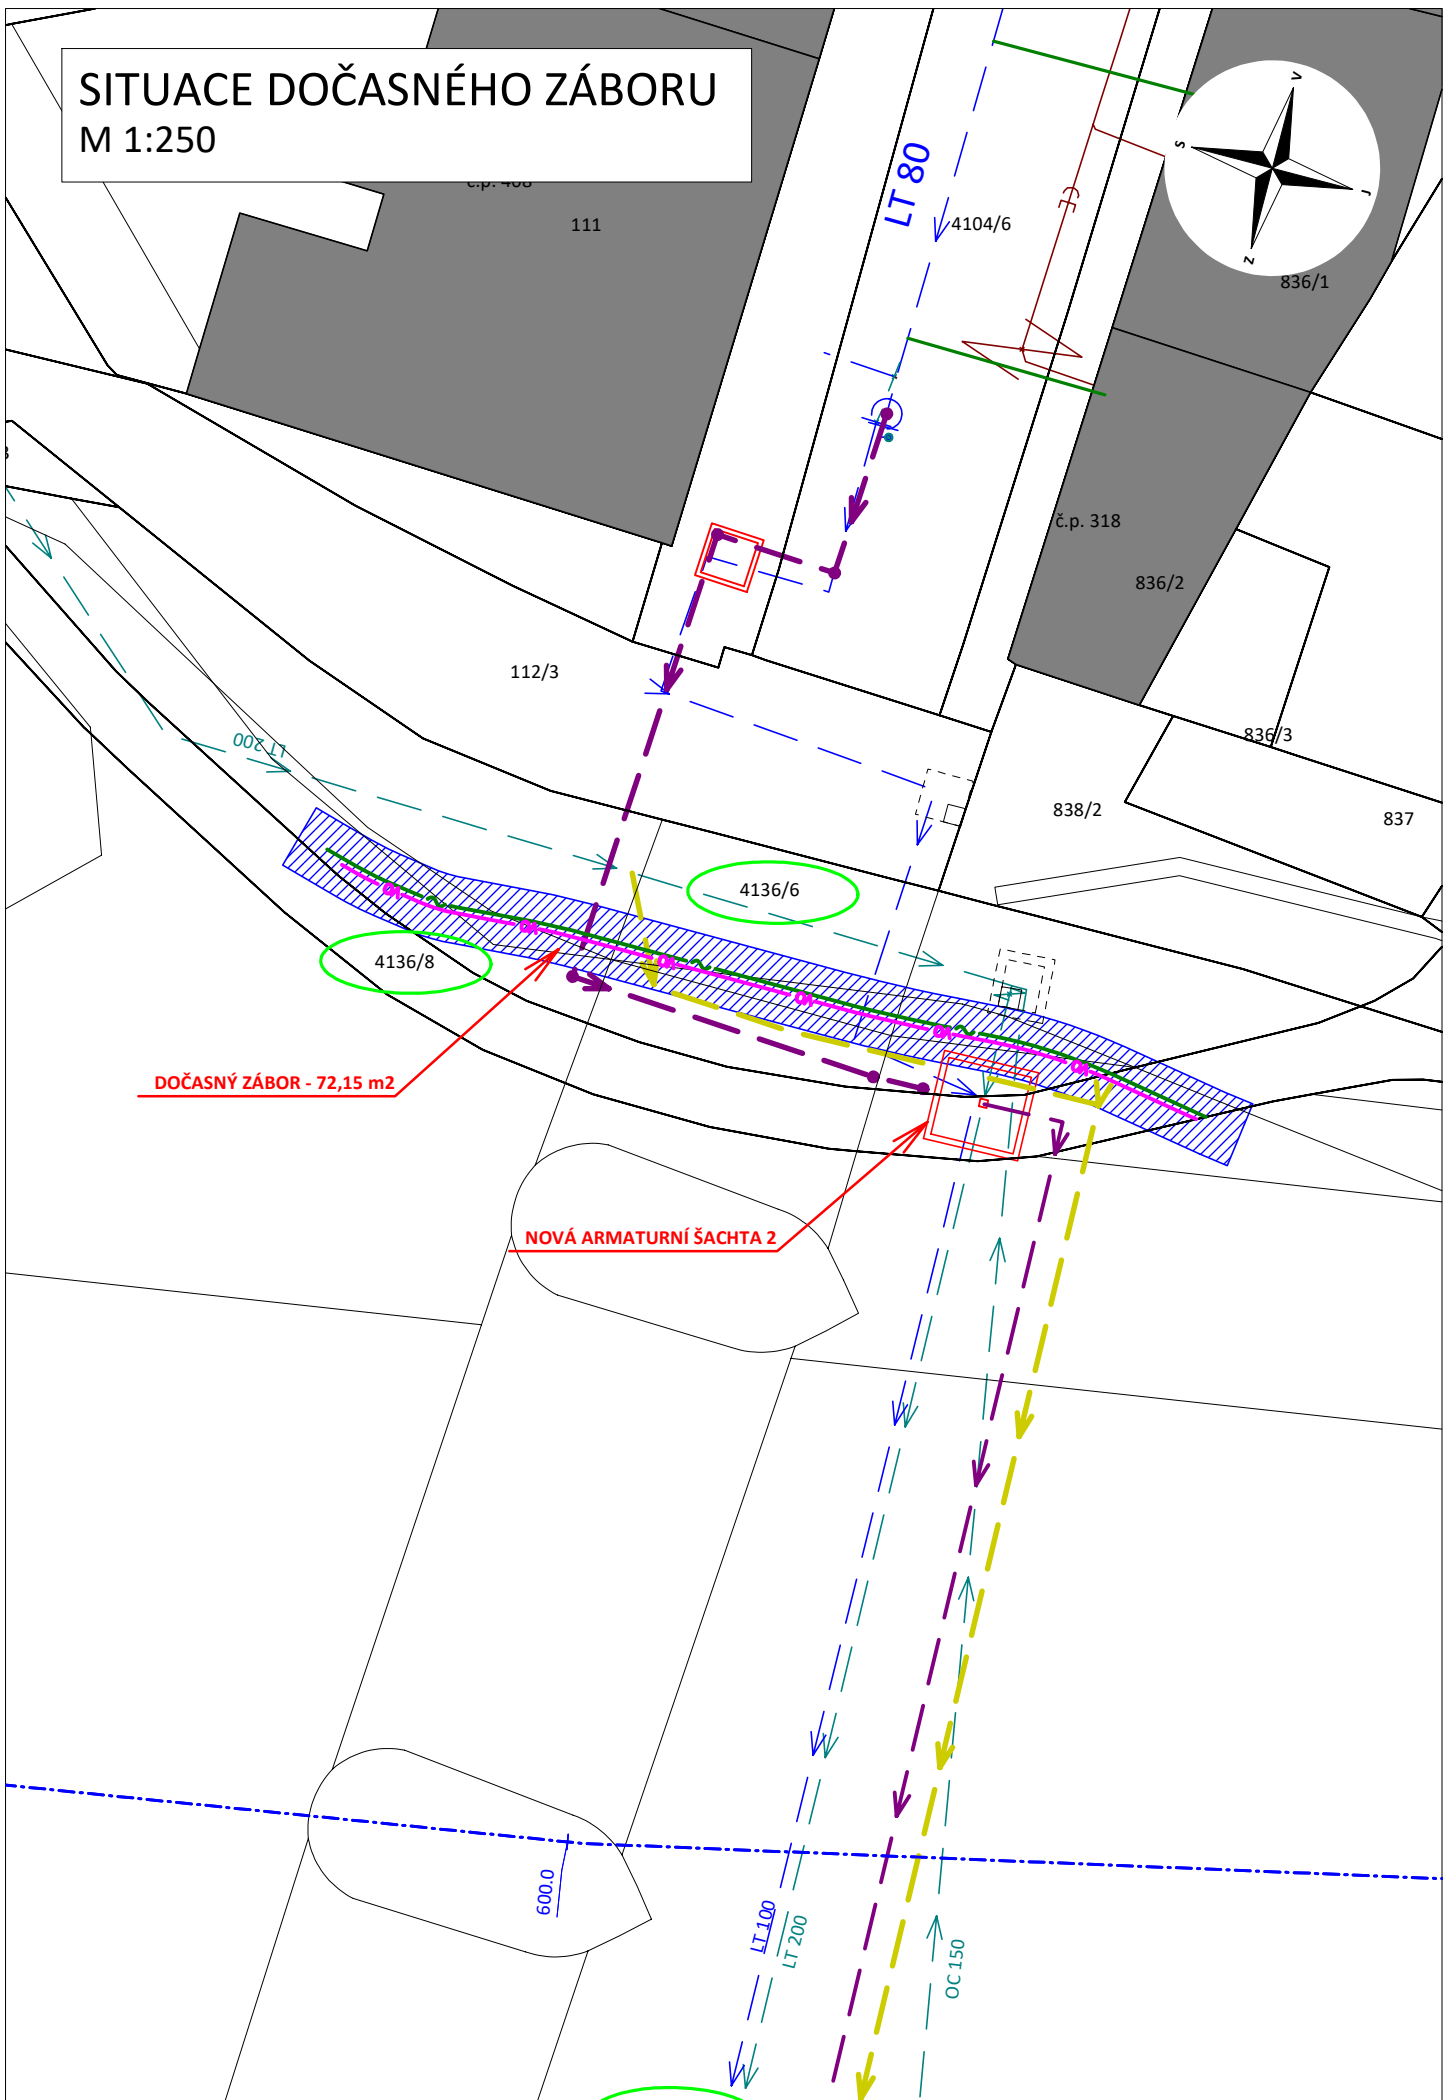 SITUACE DOČASNÉHO ZÁBORU
M 1:250
č.p. 408
111
LT 80
4104/6
V
S
J
Z
836/1
č.p. 318
836/2
112/3
LT 200
836/3
838/2
837
4136/6
4136/8
DOČASNÝ ZÁBOR - 72,15 m2
NOVÁ ARMATURNÍ ŠACHTA 2
600.0
LT 100
LT 200
OC 150